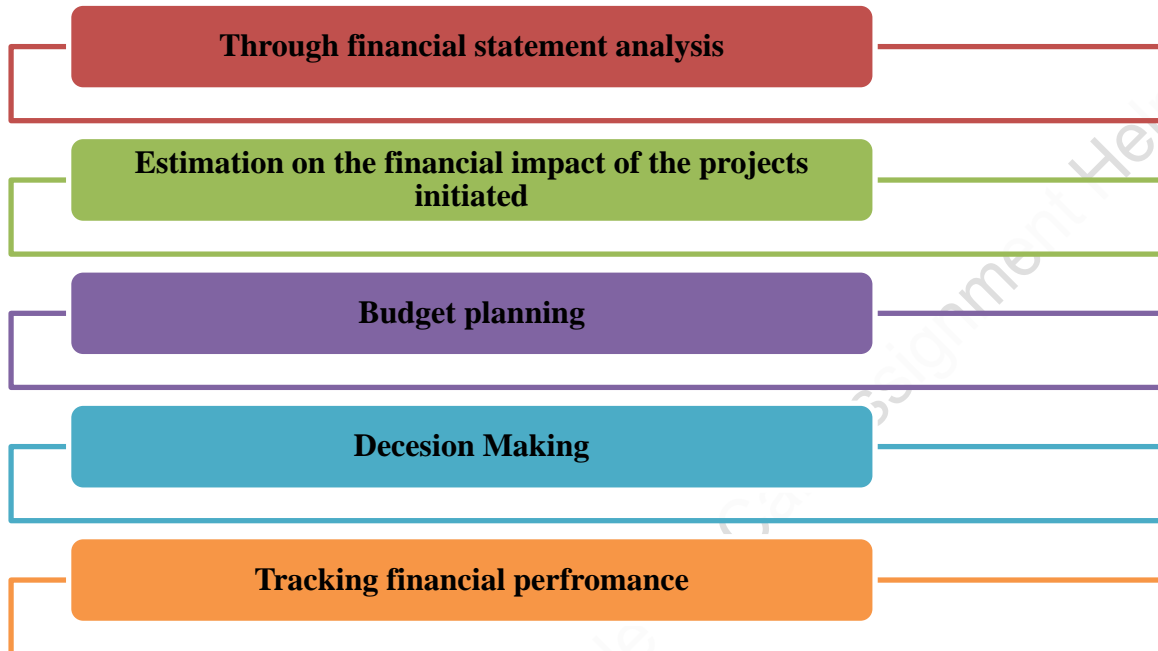 Through financial statement analysis
Estimation on the financial impact of the projects
initiated
Budget planning
Decesion Making
Tracking financial perfromance